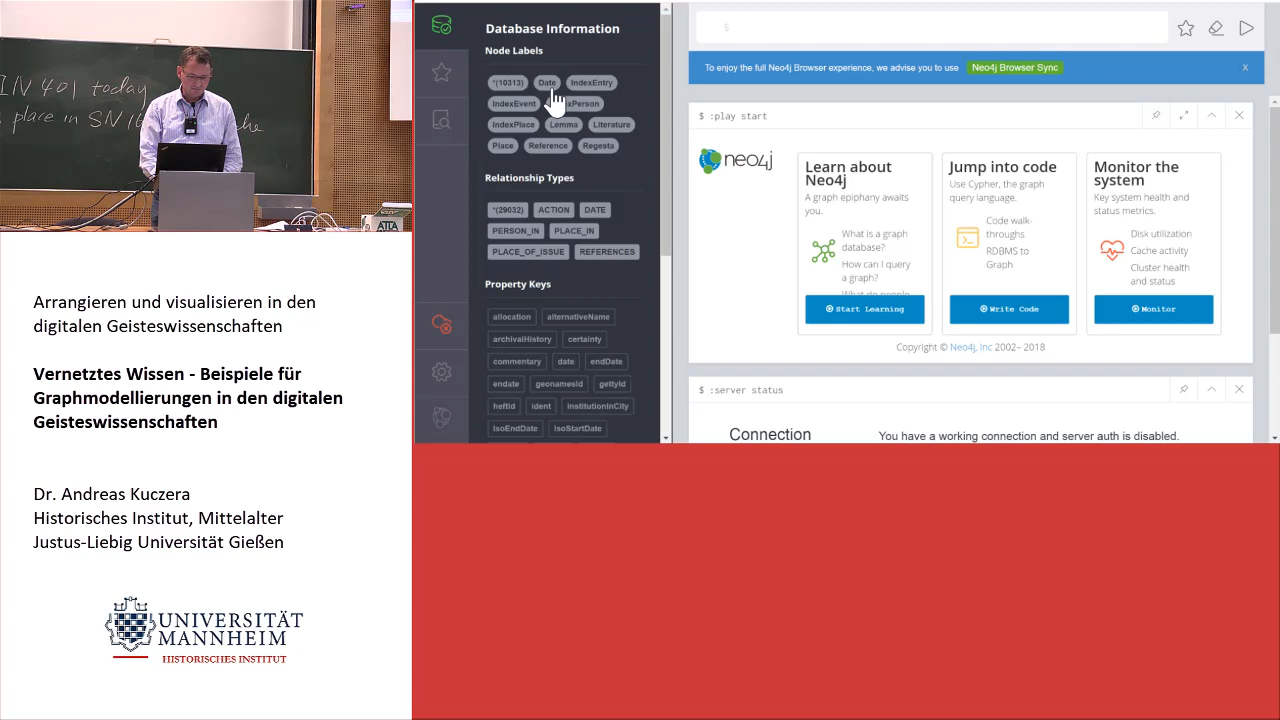 IN 401 today
place in SN 16
Arrangieren und visualisieren in den
digitalen Geisteswissenschaften
Vernetztes Wissen - Beispiele für
Graphmodellierungen in den digitalen
Geisteswissenschaften
Dr. Andreas Kuczera
Historisches Institut, Mittelalter
Justus-Liebig Universität Gießen
UNIVERSITÄT
MANNHEIM
HISTORISCHES INSTITUT
Database Information
Node Labels
*(10313) Date IndexEntry
IndexEvent
IndexPlace Lemma Literature
Place Reference Regesta
Relationship Types
*(29032) ACTION DATE
PERSON_IN PLACE_IN
PLACE_OF_ISSUE REFERENCES
Property Keys
allocation alternativeName
archivalHistory certainty
commentary date endDate
endate geonamesId gettyId
heftId ident institutionInCity
isoEndDate isoStartDate
$
To enjoy the full Neo4j Browser experience, we advise you to use Neo4j Browser Sync X
$ :play start
neo4j
Learn about
Neo4j
A graph epiphany awaits
you.
What is a graph
database?
How can I query
a graph?
What do people
Start Learning
Jump into code
Use Cypher, the graph
query language.
Code walk-
throughs
RDBMS to
Graph
Write Code
Monitor the
system
Key system health and
status metrics.
Disk utilization
Cache activity
Cluster health
and status
Monitor
Copyright © Neo4j, Inc 2002– 2018
$ :server status
Connection You have a working connection and server auth is disabled.